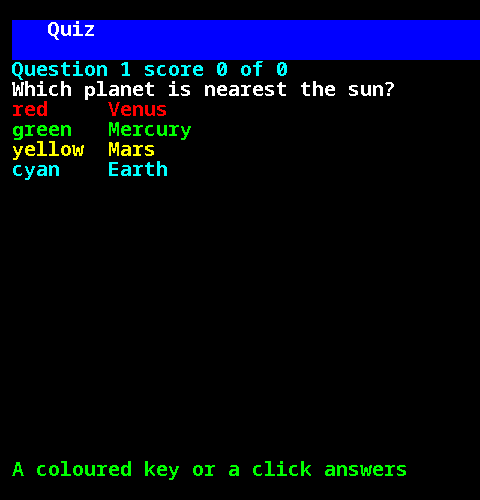 Quiz
Question 1 score 0 of 0
Which planet is nearest the sun?
red Venus
green Mercury
yellow Mars
cyan Earth
A coloured key or a click answers